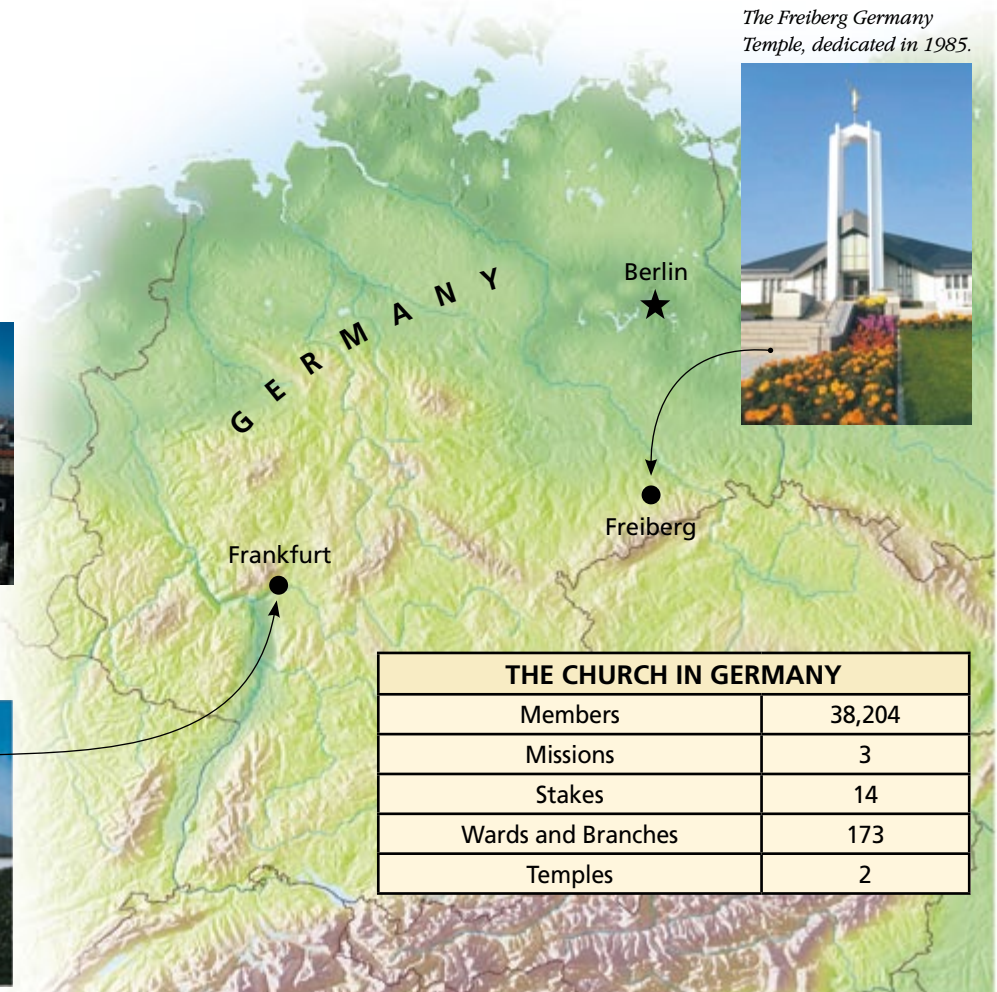 The Freiberg Germany
Temple, dedicated in 1985.
Berlin
GERMANY
Freiberg
Frankfurt
THE CHURCH IN GERMANY
Members 38,204
Missions 3
Stakes 14
Wards and Branches 173
Temples 2